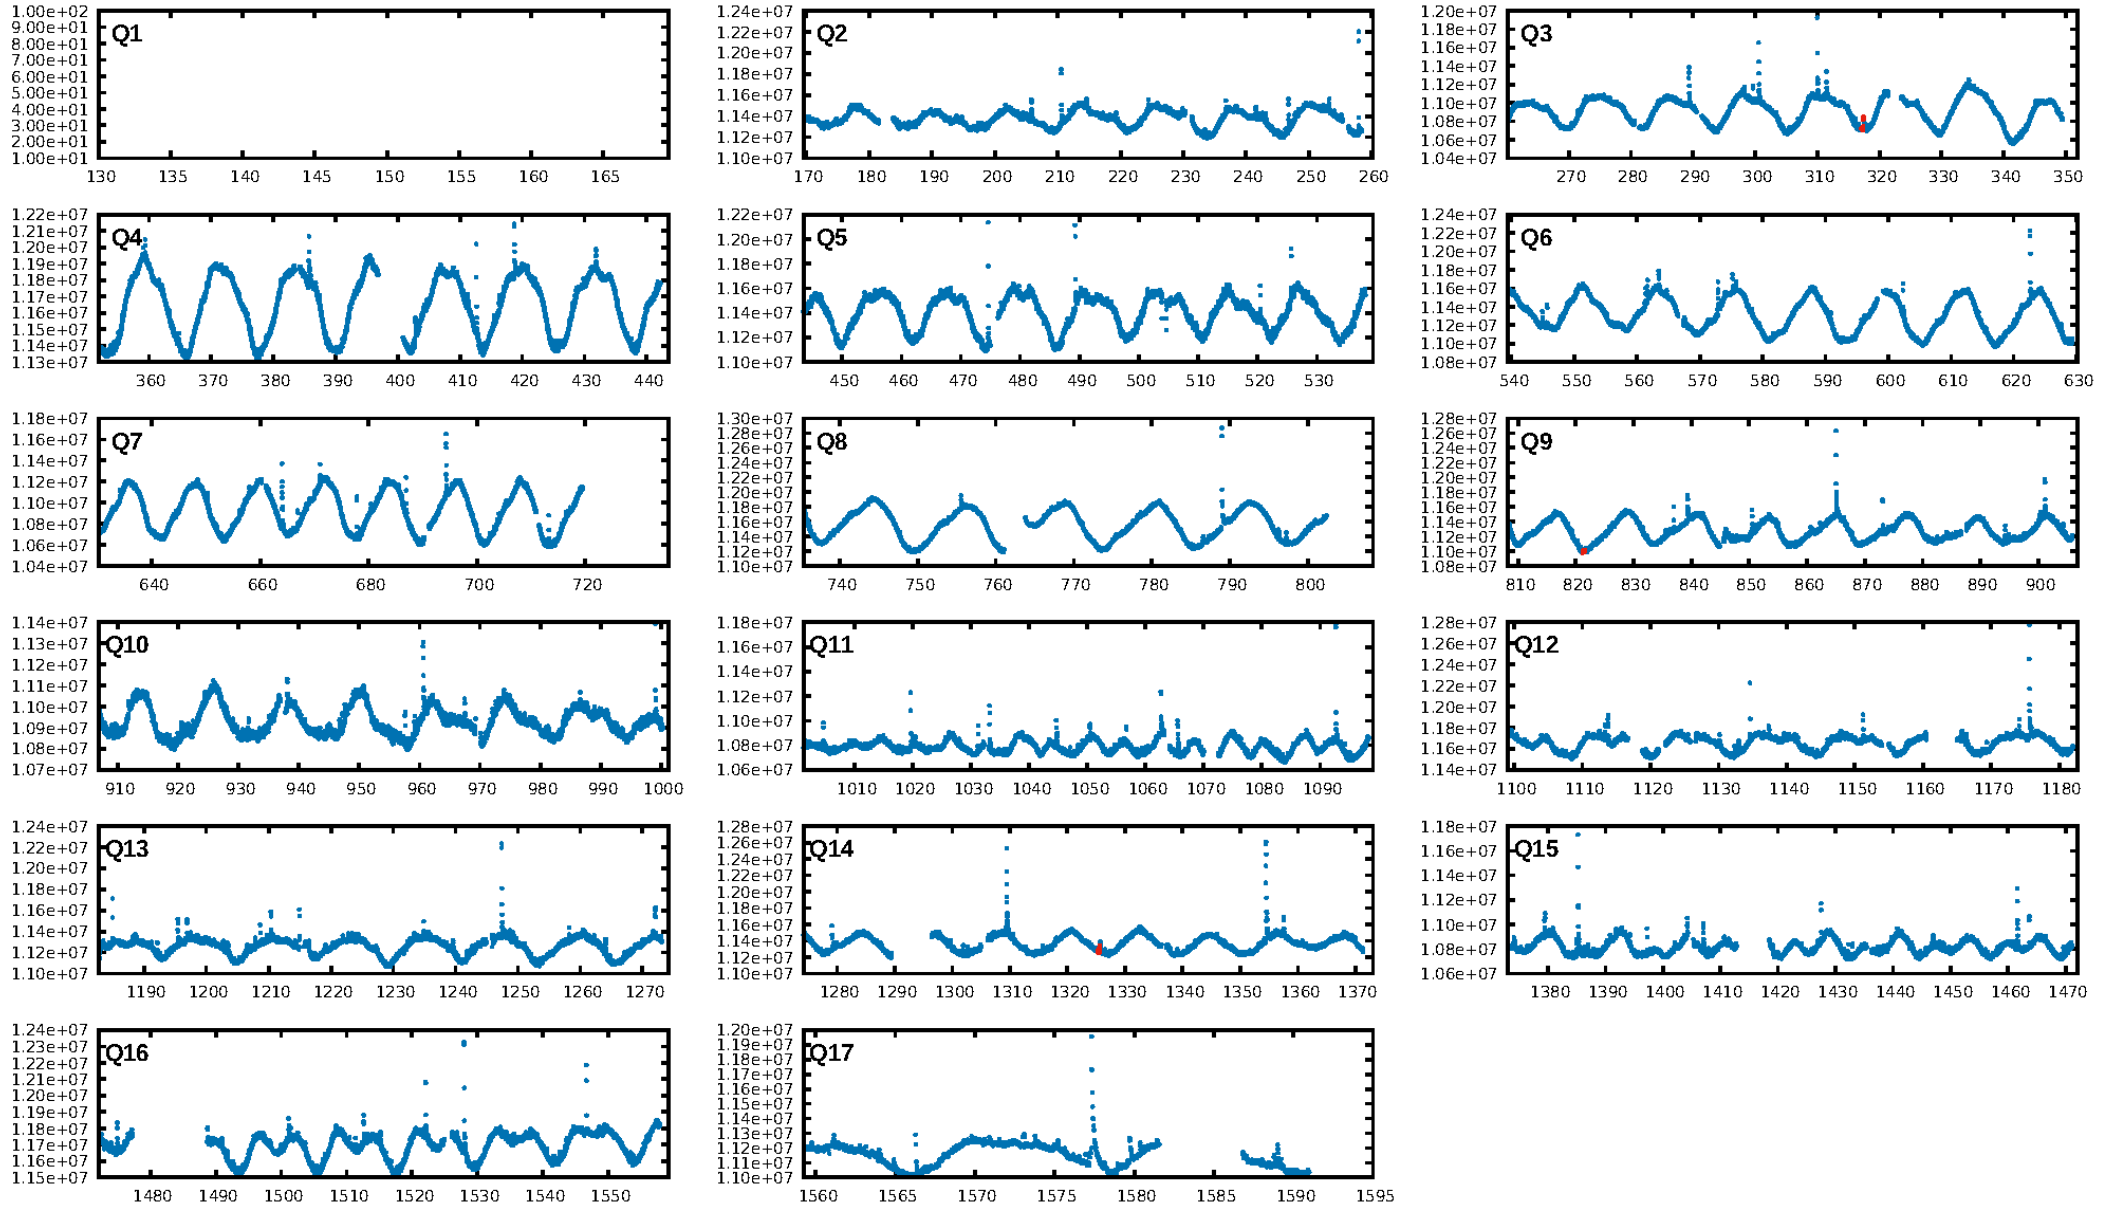 Q1
1.00e+02
9.00e+01
8.00e+01
7.00e+01
6.00e+01
5.00e+01
4.00e+01
3.00e+01
2.00e+01
1.00e+01
130 135 140 145 150 155 160 165
Q2
1.24e+07
1.22e+07
1.20e+07
1.18e+07
1.16e+07
1.14e+07
1.12e+07
1.10e+07
170 180 190 200 210 220 230 240 250 260
Q3
1.20e+07
1.18e+07
1.16e+07
1.14e+07
1.12e+07
1.10e+07
1.08e+07
1.06e+07
1.04e+07
270 280 290 300 310 320 330 340 350
Q4
1.22e+07
1.21e+07
1.20e+07
1.19e+07
1.18e+07
1.17e+07
1.16e+07
1.15e+07
1.14e+07
1.13e+07
360 370 380 390 400 410 420 430 440
Q5
1.22e+07
1.20e+07
1.18e+07
1.16e+07
1.14e+07
1.12e+07
1.10e+07
450 460 470 480 490 500 510 520 530
Q6
1.24e+07
1.22e+07
1.20e+07
1.18e+07
1.16e+07
1.14e+07
1.12e+07
1.10e+07
1.08e+07
540 550 560 570 580 590 600 610 620 630
Q7
1.18e+07
1.16e+07
1.14e+07
1.12e+07
1.10e+07
1.08e+07
1.06e+07
1.04e+07
640 660 680 700 720
Q8
1.30e+07
1.28e+07
1.26e+07
1.24e+07
1.22e+07
1.20e+07
1.18e+07
1.16e+07
1.14e+07
1.12e+07
1.10e+07
740 750 760 770 780 790 800
Q9
1.28e+07
1.26e+07
1.24e+07
1.22e+07
1.20e+07
1.18e+07
1.16e+07
1.14e+07
1.12e+07
1.10e+07
1.08e+07
810 820 830 840 850 860 870 880 890 900
Q10
1.14e+07
1.13e+07
1.12e+07
1.11e+07
1.10e+07
1.09e+07
1.08e+07
1.07e+07
910 920 930 940 950 960 970 980 990 1000
Q11
1.18e+07
1.16e+07
1.14e+07
1.12e+07
1.10e+07
1.08e+07
1.06e+07
1010 1020 1030 1040 1050 1060 1070 1080 1090
Q12
1.28e+07
1.26e+07
1.24e+07
1.22e+07
1.20e+07
1.18e+07
1.16e+07
1.14e+07
1100 1110 1120 1130 1140 1150 1160 1170 1180
Q13
1.24e+07
1.22e+07
1.20e+07
1.18e+07
1.16e+07
1.14e+07
1.12e+07
1.10e+07
1190 1200 1210 1220 1230 1240 1250 1260 1270
Q14
1.28e+07
1.26e+07
1.24e+07
1.22e+07
1.20e+07
1.18e+07
1.16e+07
1.14e+07
1.12e+07
1.10e+07
1280 1290 1300 1310 1320 1330 1340 1350 1360 1370
Q15
1.18e+07
1.16e+07
1.14e+07
1.12e+07
1.10e+07
1.08e+07
1.06e+07
1380 1390 1400 1410 1420 1430 1440 1450 1460 1470
Q16
1.24e+07
1.23e+07
1.22e+07
1.21e+07
1.20e+07
1.19e+07
1.18e+07
1.17e+07
1.16e+07
1.15e+07
1480 1490 1500 1510 1520 1530 1540 1550
Q17
1.20e+07
1.19e+07
1.18e+07
1.17e+07
1.16e+07
1.15e+07
1.14e+07
1.13e+07
1.12e+07
1.11e+07
1.10e+07
1560 1565 1570 1575 1580 1585 1590 1595